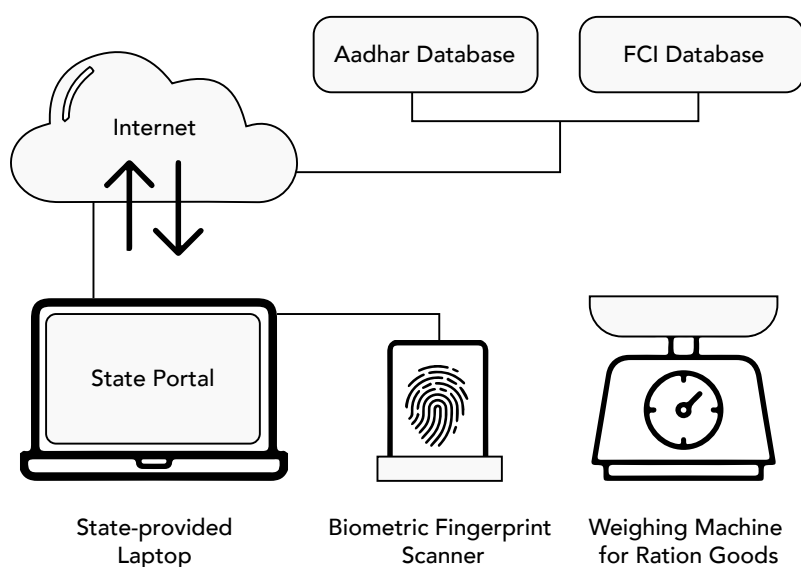 Aadhar Database
FCI Database
Internet
State Portal
State-provided
Laptop
Biometric Fingerprint
Scanner
Weighing Machine
for Ration Goods